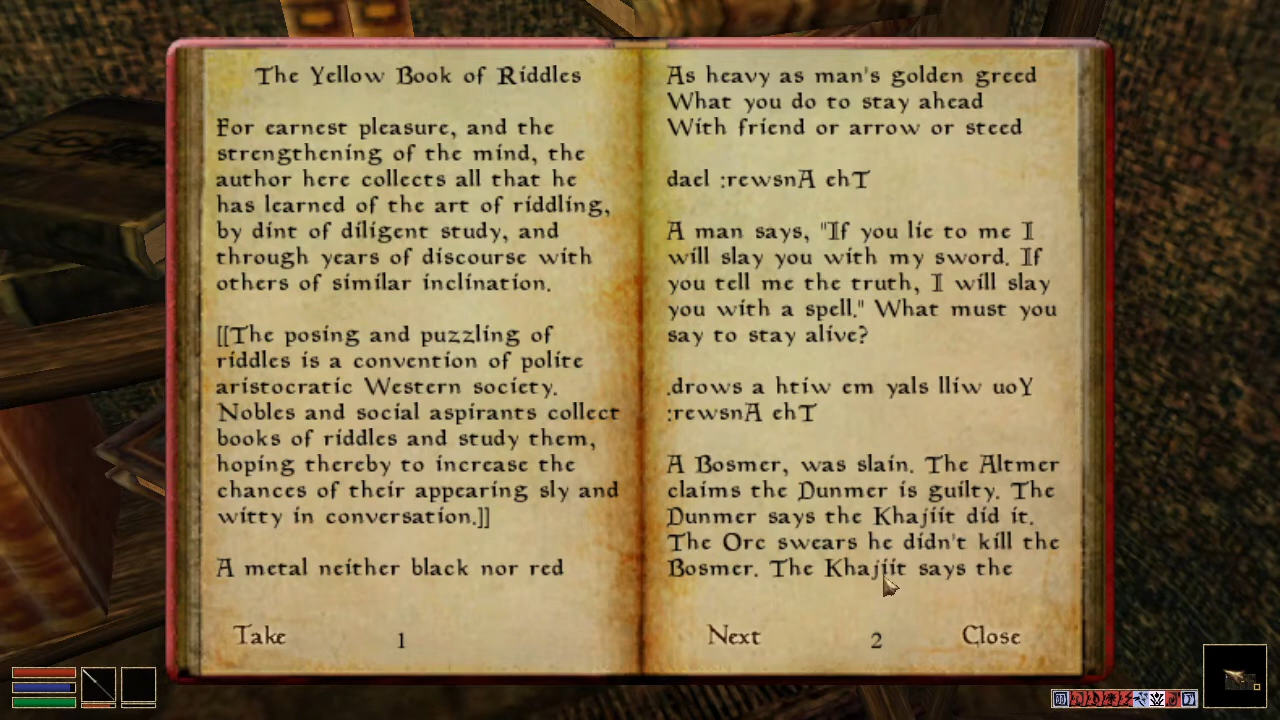 The Yellow Book of Riddles
For earnest pleasure, and the
strengthening of the mind, the
author here collects all that he
has learned of the art of riddling,
by dint of diligent study, and
through years of discourse with
others of similar inclination.
[[The posing and puzzling of
riddles is a convention of polite
aristocratic Western society.
Nobles and social aspirants collect
books of riddles and study them,
hoping thereby to increase the
chances of their appearing sly and
witty in conversation.]]
A metal neither black nor red
As heavy as man's golden greed
What you do to stay ahead
With friend or arrow or steed
dael :rewsnA ehT
A man says, "If you lie to me I
will slay you with my sword. If
you tell me the truth, I will slay
you with a spell." What must you
say to stay alive?
.drows a htiw em yals lliw uoY
:rewsnA ehT
A Bosmer, was slain. The Altmer
claims the Dunmer is guilty. The
Dunmer says the Khajiit did it.
The Orc swears he didn't kill the
Bosmer. The Khajiit says the
Take
1
Next
2
Close